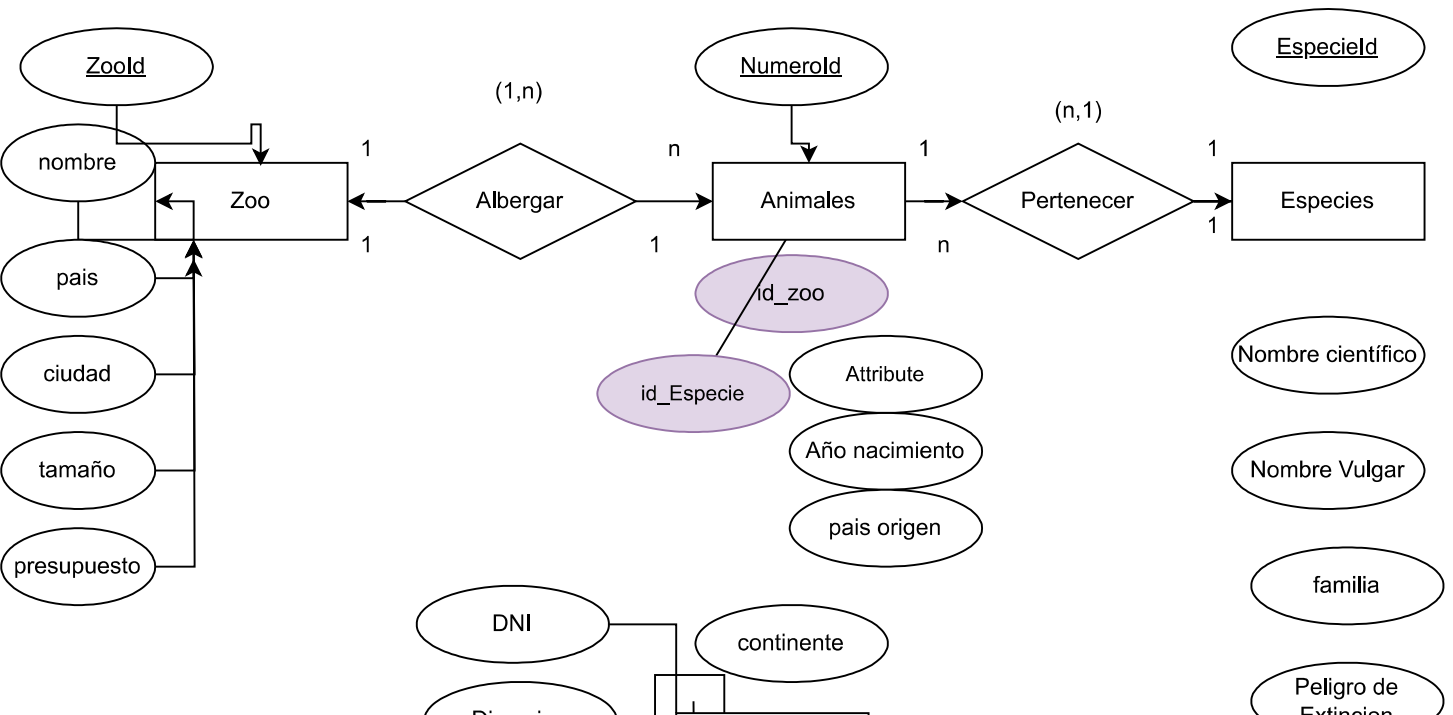 ZooId
NumeroId
EspecieId
(1,n)
(n,1)
nombre
1
n
1
1
Zoo
Albergar
Animales
Pertenecer
Especies
1
1
n
1
pais
id_zoo
ciudad
id_Especie
Attribute
Nombre científico
tamaño
Año nacimiento
Nombre Vulgar
presupuesto
pais origen
familia
DNI
continente
Peligro de
Extincion